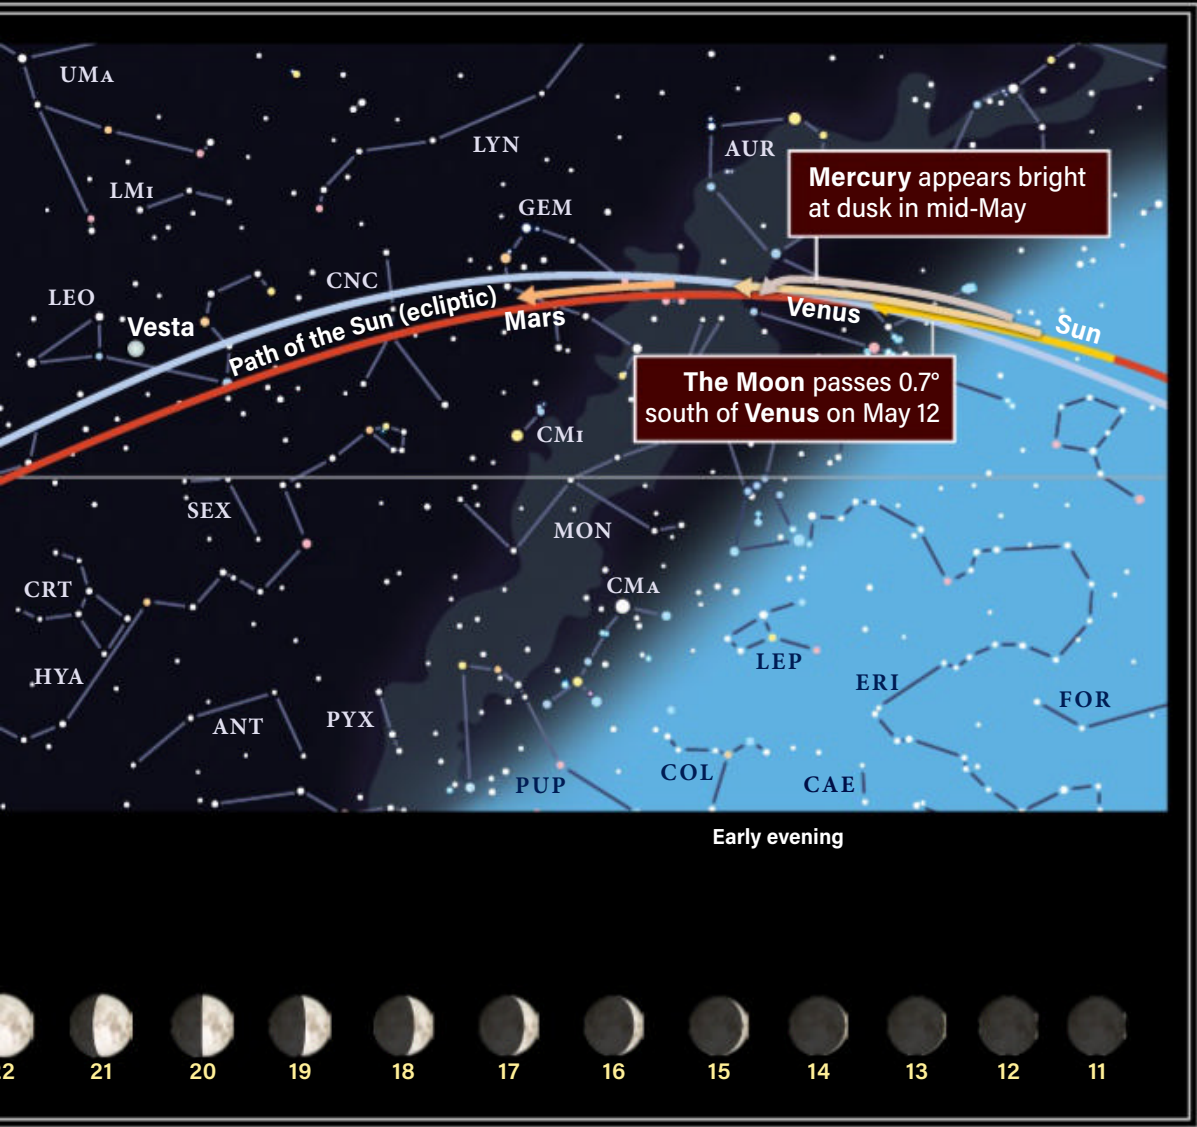 UMA
LYN
AUR
Mercury appears bright
at dusk in mid-May
LMI
GEM
CNC
LEO
Vesta
Path of the Sun (ecliptic)
Mars
Venus
Sun
The Moon passes 0.7°
south of Venus on May 12
CMI
SEX
MON
CRT
CMA
HYA
LEP
ERI
FOR
ANT
PYX
PUP
COL
CAE
Early evening
21 20 19 18 17 16 15 14 13 12 11